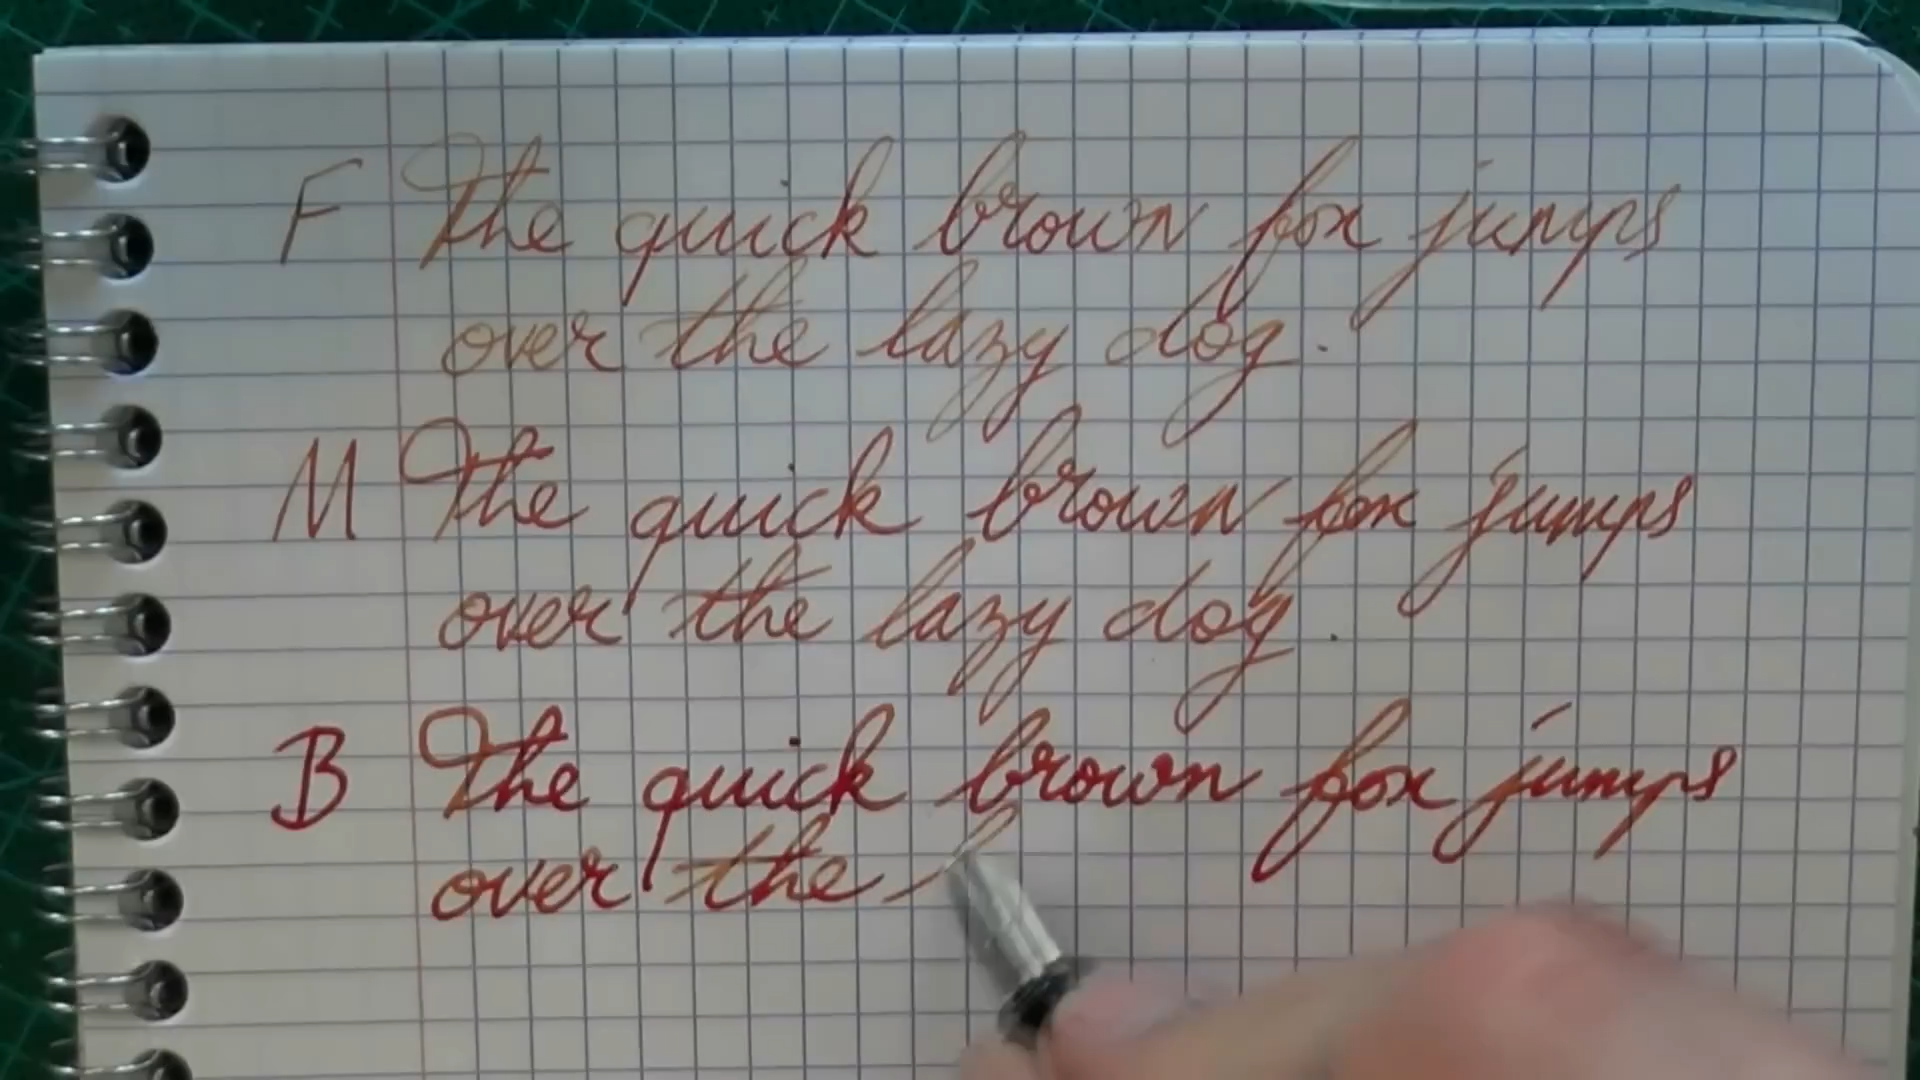 F The quick brown fox jumps
over the lazy dog.
M The quick brown fox jumps
over the lazy dog.
B The quick brown fox jumps
over the l